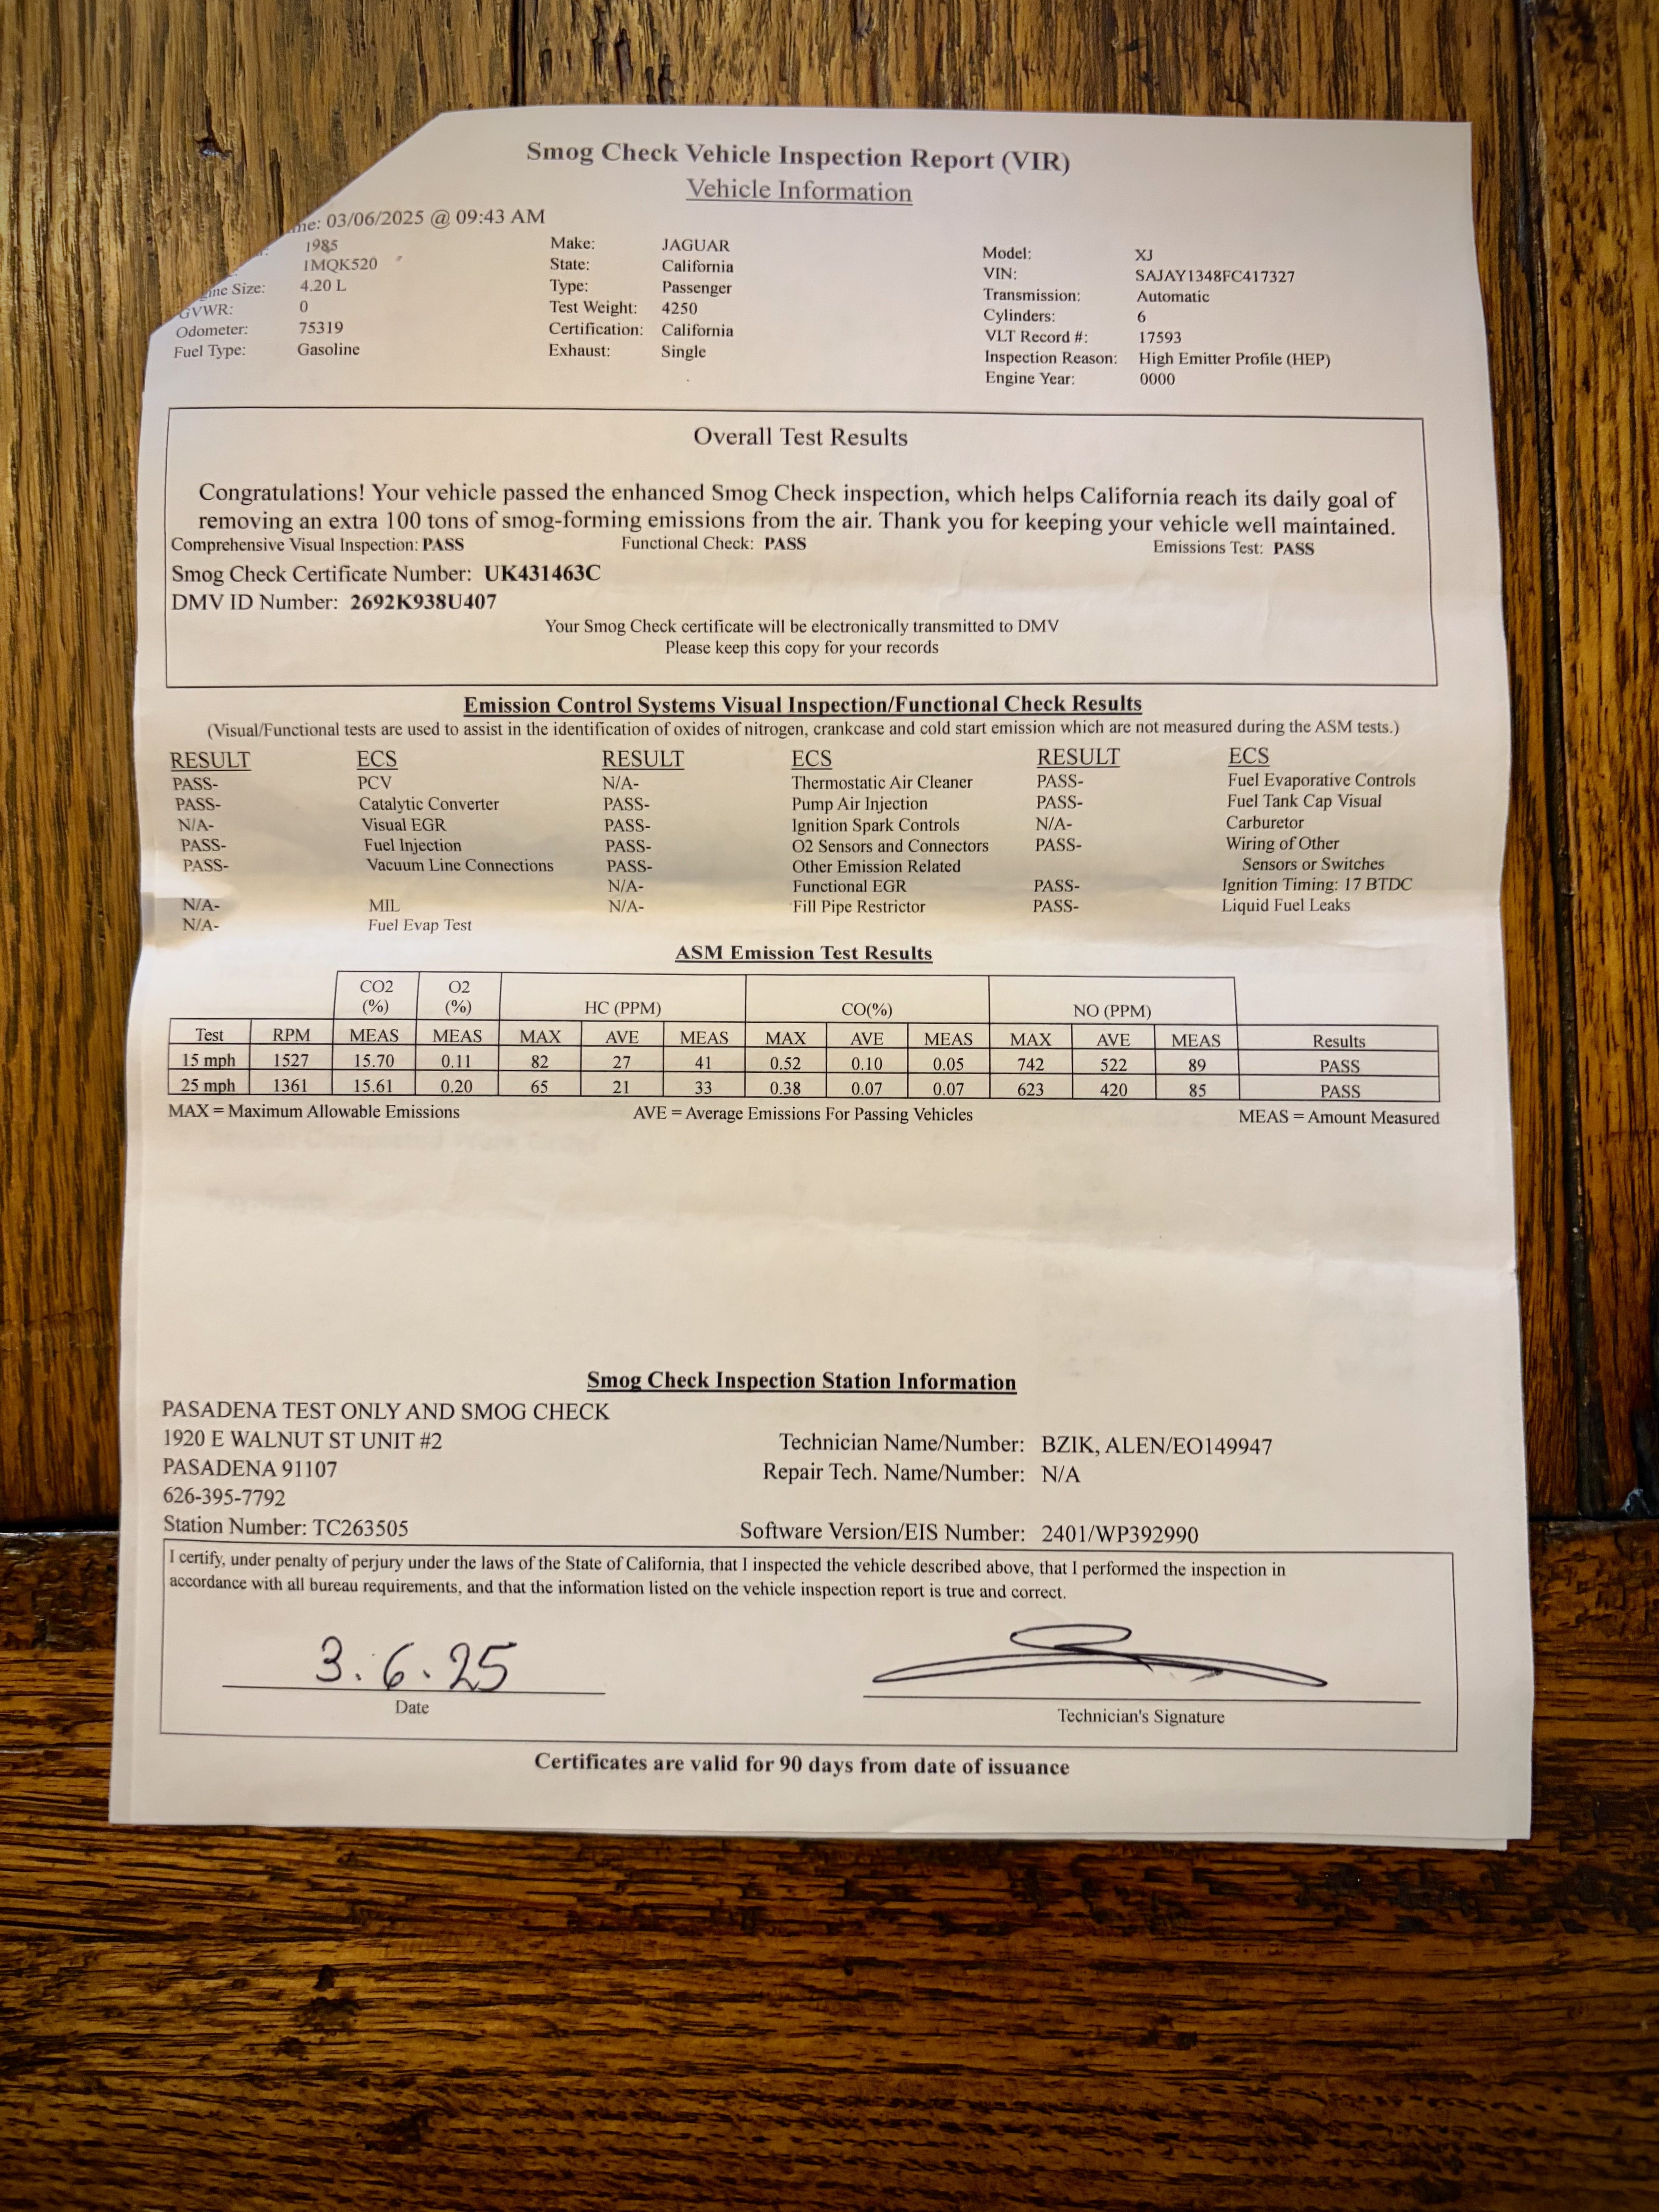 Smog Check Vehicle Inspection Report (VIR)
Vehicle Information
03/06/2025 @ 09:43 AM
1985 Make: JAGUAR Model: XJ
1MQK520 State: California VIN: SAJAY1348FC417327
Size: 4.20 L Type: Passenger Transmission: Automatic
GVWR: 0 Test Weight: 4250 Cylinders: 6
Odometer: 75319 Certification: California VLT Record #: 17593
Fuel Type: Gasoline Exhaust: Single Inspection Reason: High Emitter Profile (HEP)
Engine Year: 0000
Overall Test Results
Congratulations! Your vehicle passed the enhanced Smog Check inspection, which helps California reach its daily goal of
removing an extra 100 tons of smog-forming emissions from the air. Thank you for keeping your vehicle well maintained.
Comprehensive Visual Inspection: PASS Functional Check: PASS Emissions Test: PASS
Smog Check Certificate Number: UK431463C
DMV ID Number: 2692K938U407
Your Smog Check certificate will be electronically transmitted to DMV
Please keep this copy for your records
Emission Control Systems Visual Inspection/Functional Check Results
(Visual/Functional tests are used to assist in the identification of oxides of nitrogen, crankcase and cold start emission which are not measured during the ASM tests.)
RESULT ECS RESULT ECS RESULT ECS
PASS- PCV N/A- Thermostatic Air Cleaner PASS- Fuel Evaporative Controls
PASS- Catalytic Converter PASS- Pump Air Injection PASS- Fuel Tank Cap Visual
N/A- Visual EGR PASS- Ignition Spark Controls N/A- Carburetor
PASS- Fuel Injection PASS- O2 Sensors and Connectors PASS- Wiring of Other
PASS- Vacuum Line Connections PASS- Other Emission Related Sensors or Switches
N/A- Functional EGR PASS- Ignition Timing: 17 BTDC
N/A- MIL N/A- Fill Pipe Restrictor PASS- Liquid Fuel Leaks
N/A- Fuel Evap Test
ASM Emission Test Results
CO2 O2
(%) (%) HC (PPM) CO(%) NO (PPM)
Test RPM MEAS MEAS MAX AVE MEAS MAX AVE MEAS MAX AVE MEAS Results
15 mph 1527 15.70 0.11 82 27 41 0.52 0.10 0.05 742 522 89 PASS
25 mph 1361 15.61 0.20 65 21 33 0.38 0.07 0.07 623 420 85 PASS
MAX = Maximum Allowable Emissions AVE = Average Emissions For Passing Vehicles MEAS = Amount Measured
Smog Check Inspection Station Information
PASADENA TEST ONLY AND SMOG CHECK
1920 E WALNUT ST UNIT #2 Technician Name/Number: BZIK, ALEN/EO149947
PASADENA 91107 Repair Tech. Name/Number: N/A
626-395-7792
Station Number: TC263505 Software Version/EIS Number: 2401/WP392990
I certify, under penalty of perjury under the laws of the State of California, that I inspected the vehicle described above, that I performed the inspection in
accordance with all bureau requirements, and that the information listed on the vehicle inspection report is true and correct.
3.6.25
Date Technician's Signature
Certificates are valid for 90 days from date of issuance